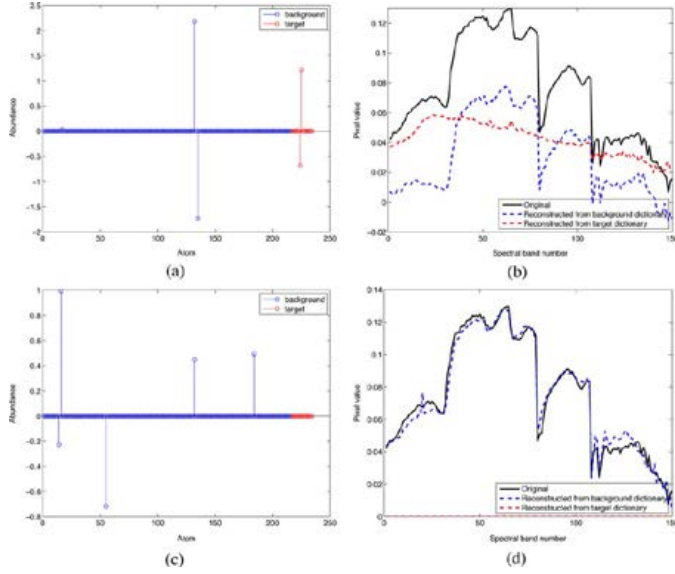 2.5
2
1.5
1
0.5
0
-0.5
-1
-1.5
-2
0 50 100 150 200 250
Abundance
Atom
background
target
(a)
0.12
0.1
0.08
0.06
0.04
0.02
0
-0.02
50 100 150
Pixel value
Original
Reconstructed from background dictionary
Reconstructed from target dictionary
Spectral band number
(b)
1
0.8
0.6
0.4
0.2
0
-0.2
-0.4
-0.6
-0.8
0 50 100 150 200 250
Abundance
Atom
background
target
(c)
0.14
0.12
0.1
0.08
0.06
0.04
0.02
0
0 50 100 150
Pixel value
Original
Reconstructed from background dictionary
Reconstructed from target dictionary
Spectral band number
(d)